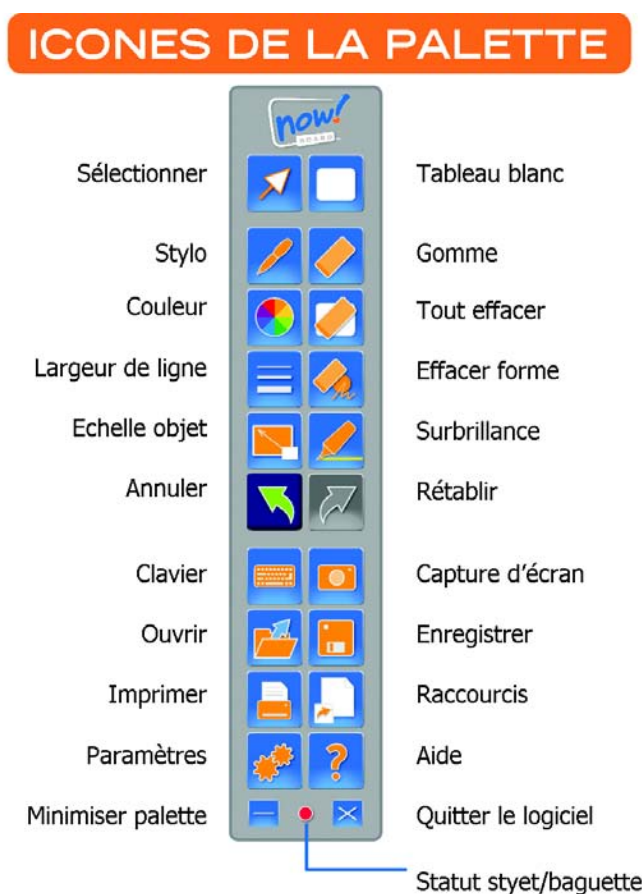 ICONES DE LA PALETTE
now!
BOARD
Sélectionner
Tableau blanc
Stylo
Gomme
Couleur
Tout effacer
Largeur de ligne
Effacer forme
Echelle objet
Surbrillance
Annuler
Rétablir
Clavier
Capture d'écran
Ouvrir
Enregistrer
Imprimer
Raccourcis
Paramètres
Aide
Minimiser palette
Quitter le logiciel
Statut styet/baguette